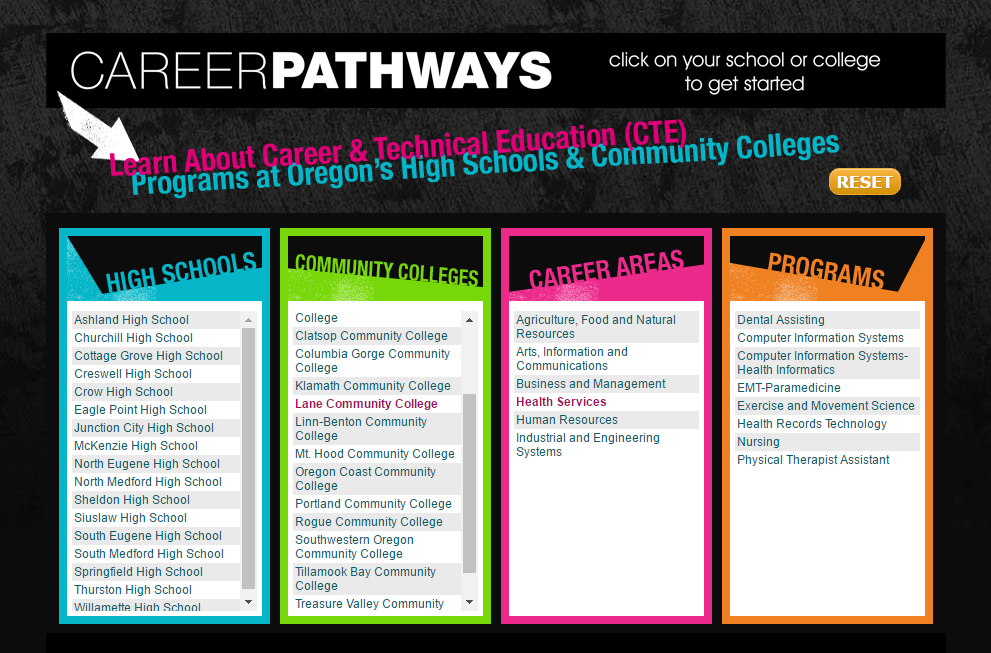 CAREERPATHWAYS
click on your school or college
to get started
Learn About Career & Technical Education (CTE)
Programs at Oregon's High Schools & Community Colleges
RESET
HIGH SCHOOLS
Ashland High School
Churchill High School
Cottage Grove High School
Creswell High School
Crow High School
Eagle Point High School
Junction City High School
McKenzie High School
North Eugene High School
North Medford High School
Sheldon High School
Siuslaw High School
South Eugene High School
South Medford High School
Springfield High School
Thurston High School
Willamette High School
COMMUNITY COLLEGES
College
Clatsop Community College
Columbia Gorge Community
College
Klamath Community College
Lane Community College
Linn-Benton Community
College
Mt. Hood Community College
Oregon Coast Community
College
Portland Community College
Rogue Community College
Southwestern Oregon
Community College
Tillamook Bay Community
College
Treasure Valley Community
CAREER AREAS
Agriculture, Food and Natural
Resources
Arts, Information and
Communications
Business and Management
Health Services
Human Resources
Industrial and Engineering
Systems
PROGRAMS
Dental Assisting
Computer Information Systems
Computer Information Systems-
Health Informatics
EMT-Paramedicine
Exercise and Movement Science
Health Records Technology
Nursing
Physical Therapist Assistant